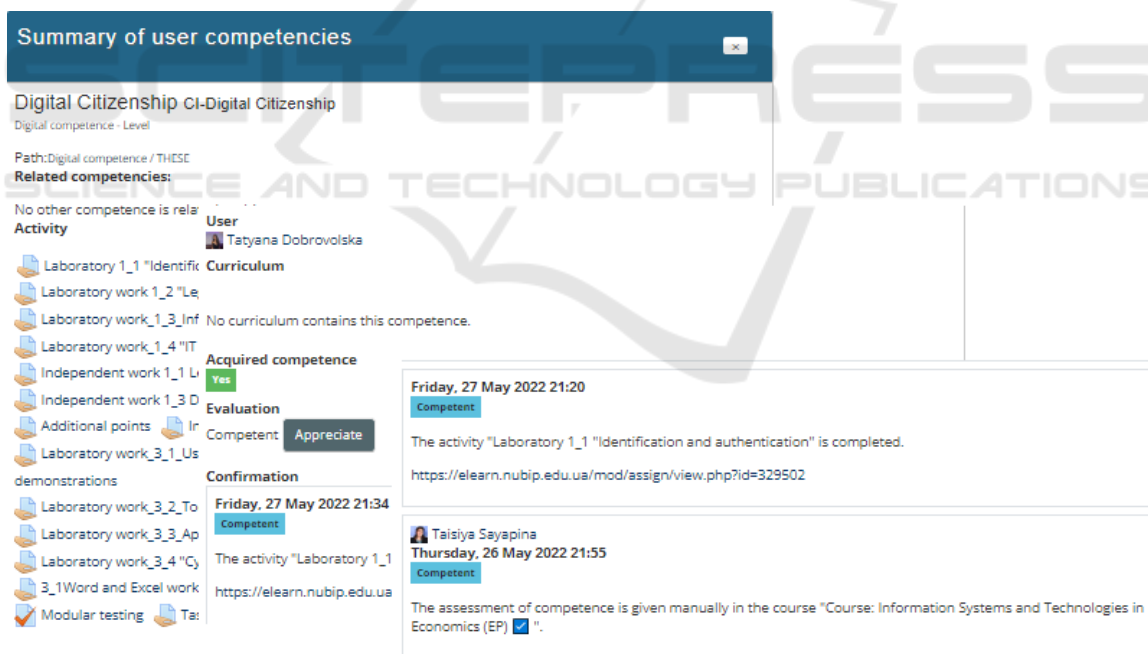 Summary of user competencies
×
SCITEPRESS
SCIENCE AND TECHNOLOGY PUBLICATIONS
Digital Citizenship CI-Digital Citizenship
Digital competence - Level
Path:Digital competence / THESE
Related competencies:
No other competence is rela
Activity
Laboratory 1_1 "Identific
Laboratory work 1_2 "Le
Laboratory work_1_3_Inf
Laboratory work_1_4 "IT
Independent work 1_1 L
Independent work 1_3 D
Additional points In
Laboratory work_3_1_Us
demonstrations
Laboratory work_3_2_To
Laboratory work_3_3_Ap
Laboratory work_3_4 "Cy
3_1Word and Excel work
Modular testing Ta
User
Tatyana Dobrovolska
Curriculum
No curriculum contains this competence.
Acquired competence
Yes
Evaluation
Competent Appreciate
Confirmation
Friday, 27 May 2022 21:34
Competent
The activity "Laboratory 1_1
https://elearn.nubip.edu.ua
Friday, 27 May 2022 21:20
Competent
The activity "Laboratory 1_1 "Identification and authentication" is completed.
https://elearn.nubip.edu.ua/mod/assign/view.php?id=329502
Taisiya Sayapina
Thursday, 26 May 2022 21:55
Competent
The assessment of competence is given manually in the course "Course: Information Systems and Technologies in
Economics (EP) ".